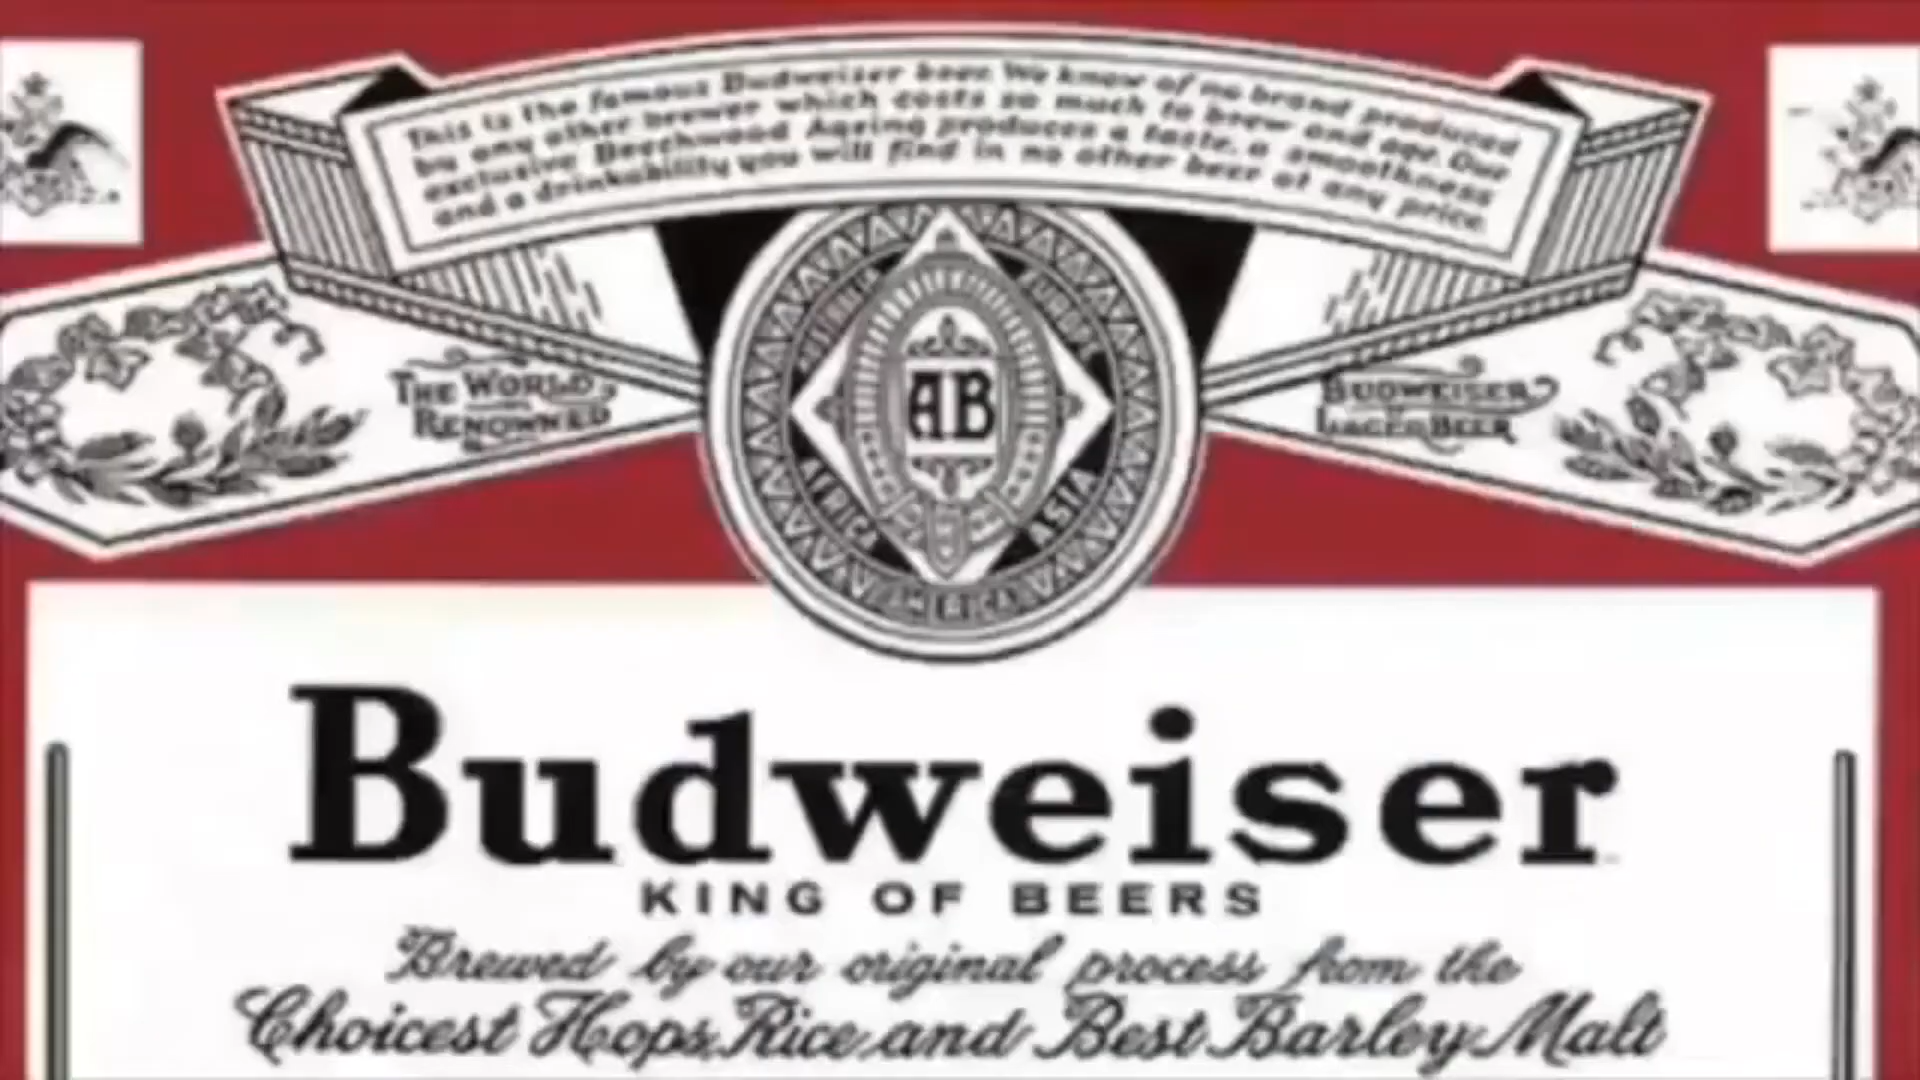 This is the famous Budweiser beer. We know of no brand produced
by any other brewer which costs so much to brew and age. Our
exclusive Beechwood Ageing produces a taste, a smoothness
and a drinkability you will find in no other beer at any price.
THE WORLD
RENOWNED
BUDWEISER
LAGER BEER
EUROPE
AB
AFRICA
ASIA
AMERICA
Budweiser
KING OF BEERS
Brewed by our original process from the
Choicest Hops, Rice and Best Barley Malt